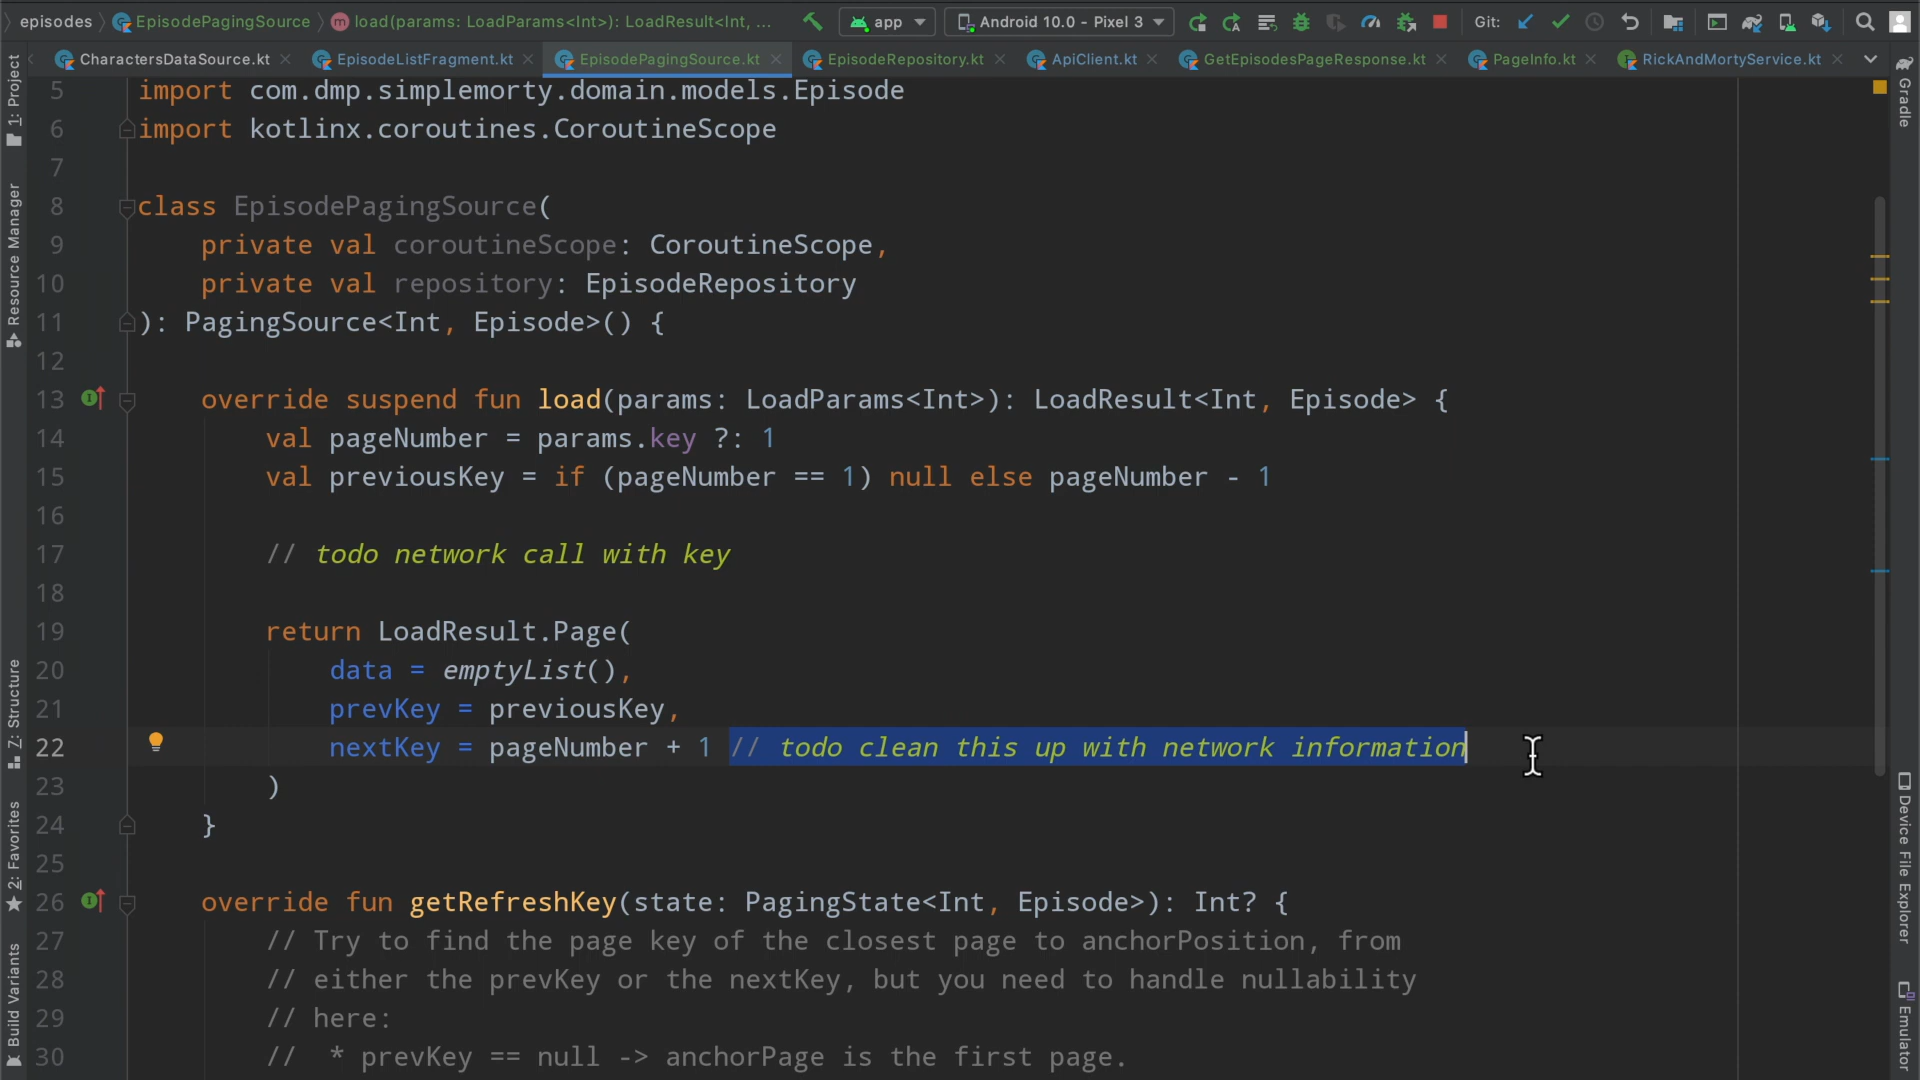 episodes EpisodePagingSource load(params: LoadParams<Int>): LoadResult<Int, ... app Android 10.0 - Pixel 3 Git:
CharactersDataSource.kt EpisodeListFragment.kt EpisodePagingSource.kt EpisodeRepository.kt ApiClient.kt GetEpisodesPageResponse.kt PageInfo.kt RickAndMortyService.kt
1: Project
Resource Manager
Z: Structure
2: Favorites
Build Variants
5 import com.dmp.simplemorty.domain.models.Episode
6 import kotlinx.coroutines.CoroutineScope
7
8 class EpisodePagingSource(
9 private val coroutineScope: CoroutineScope,
10 private val repository: EpisodeRepository
11 ): PagingSource<Int, Episode>() {
12
13 override suspend fun load(params: LoadParams<Int>): LoadResult<Int, Episode> {
14 val pageNumber = params.key ?: 1
15 val previousKey = if (pageNumber == 1) null else pageNumber - 1
16
17 // todo network call with key
18
19 return LoadResult.Page(
20 data = emptyList(),
21 prevKey = previousKey,
22 nextKey = pageNumber + 1 // todo clean this up with network information
23 )
24 }
25
26 override fun getRefreshKey(state: PagingState<Int, Episode>): Int? {
27 // Try to find the page key of the closest page to anchorPosition, from
28 // either the prevKey or the nextKey, but you need to handle nullability
29 // here:
30 // * prevKey == null -> anchorPage is the first page.
Gradle
Device File Explorer
Emulator